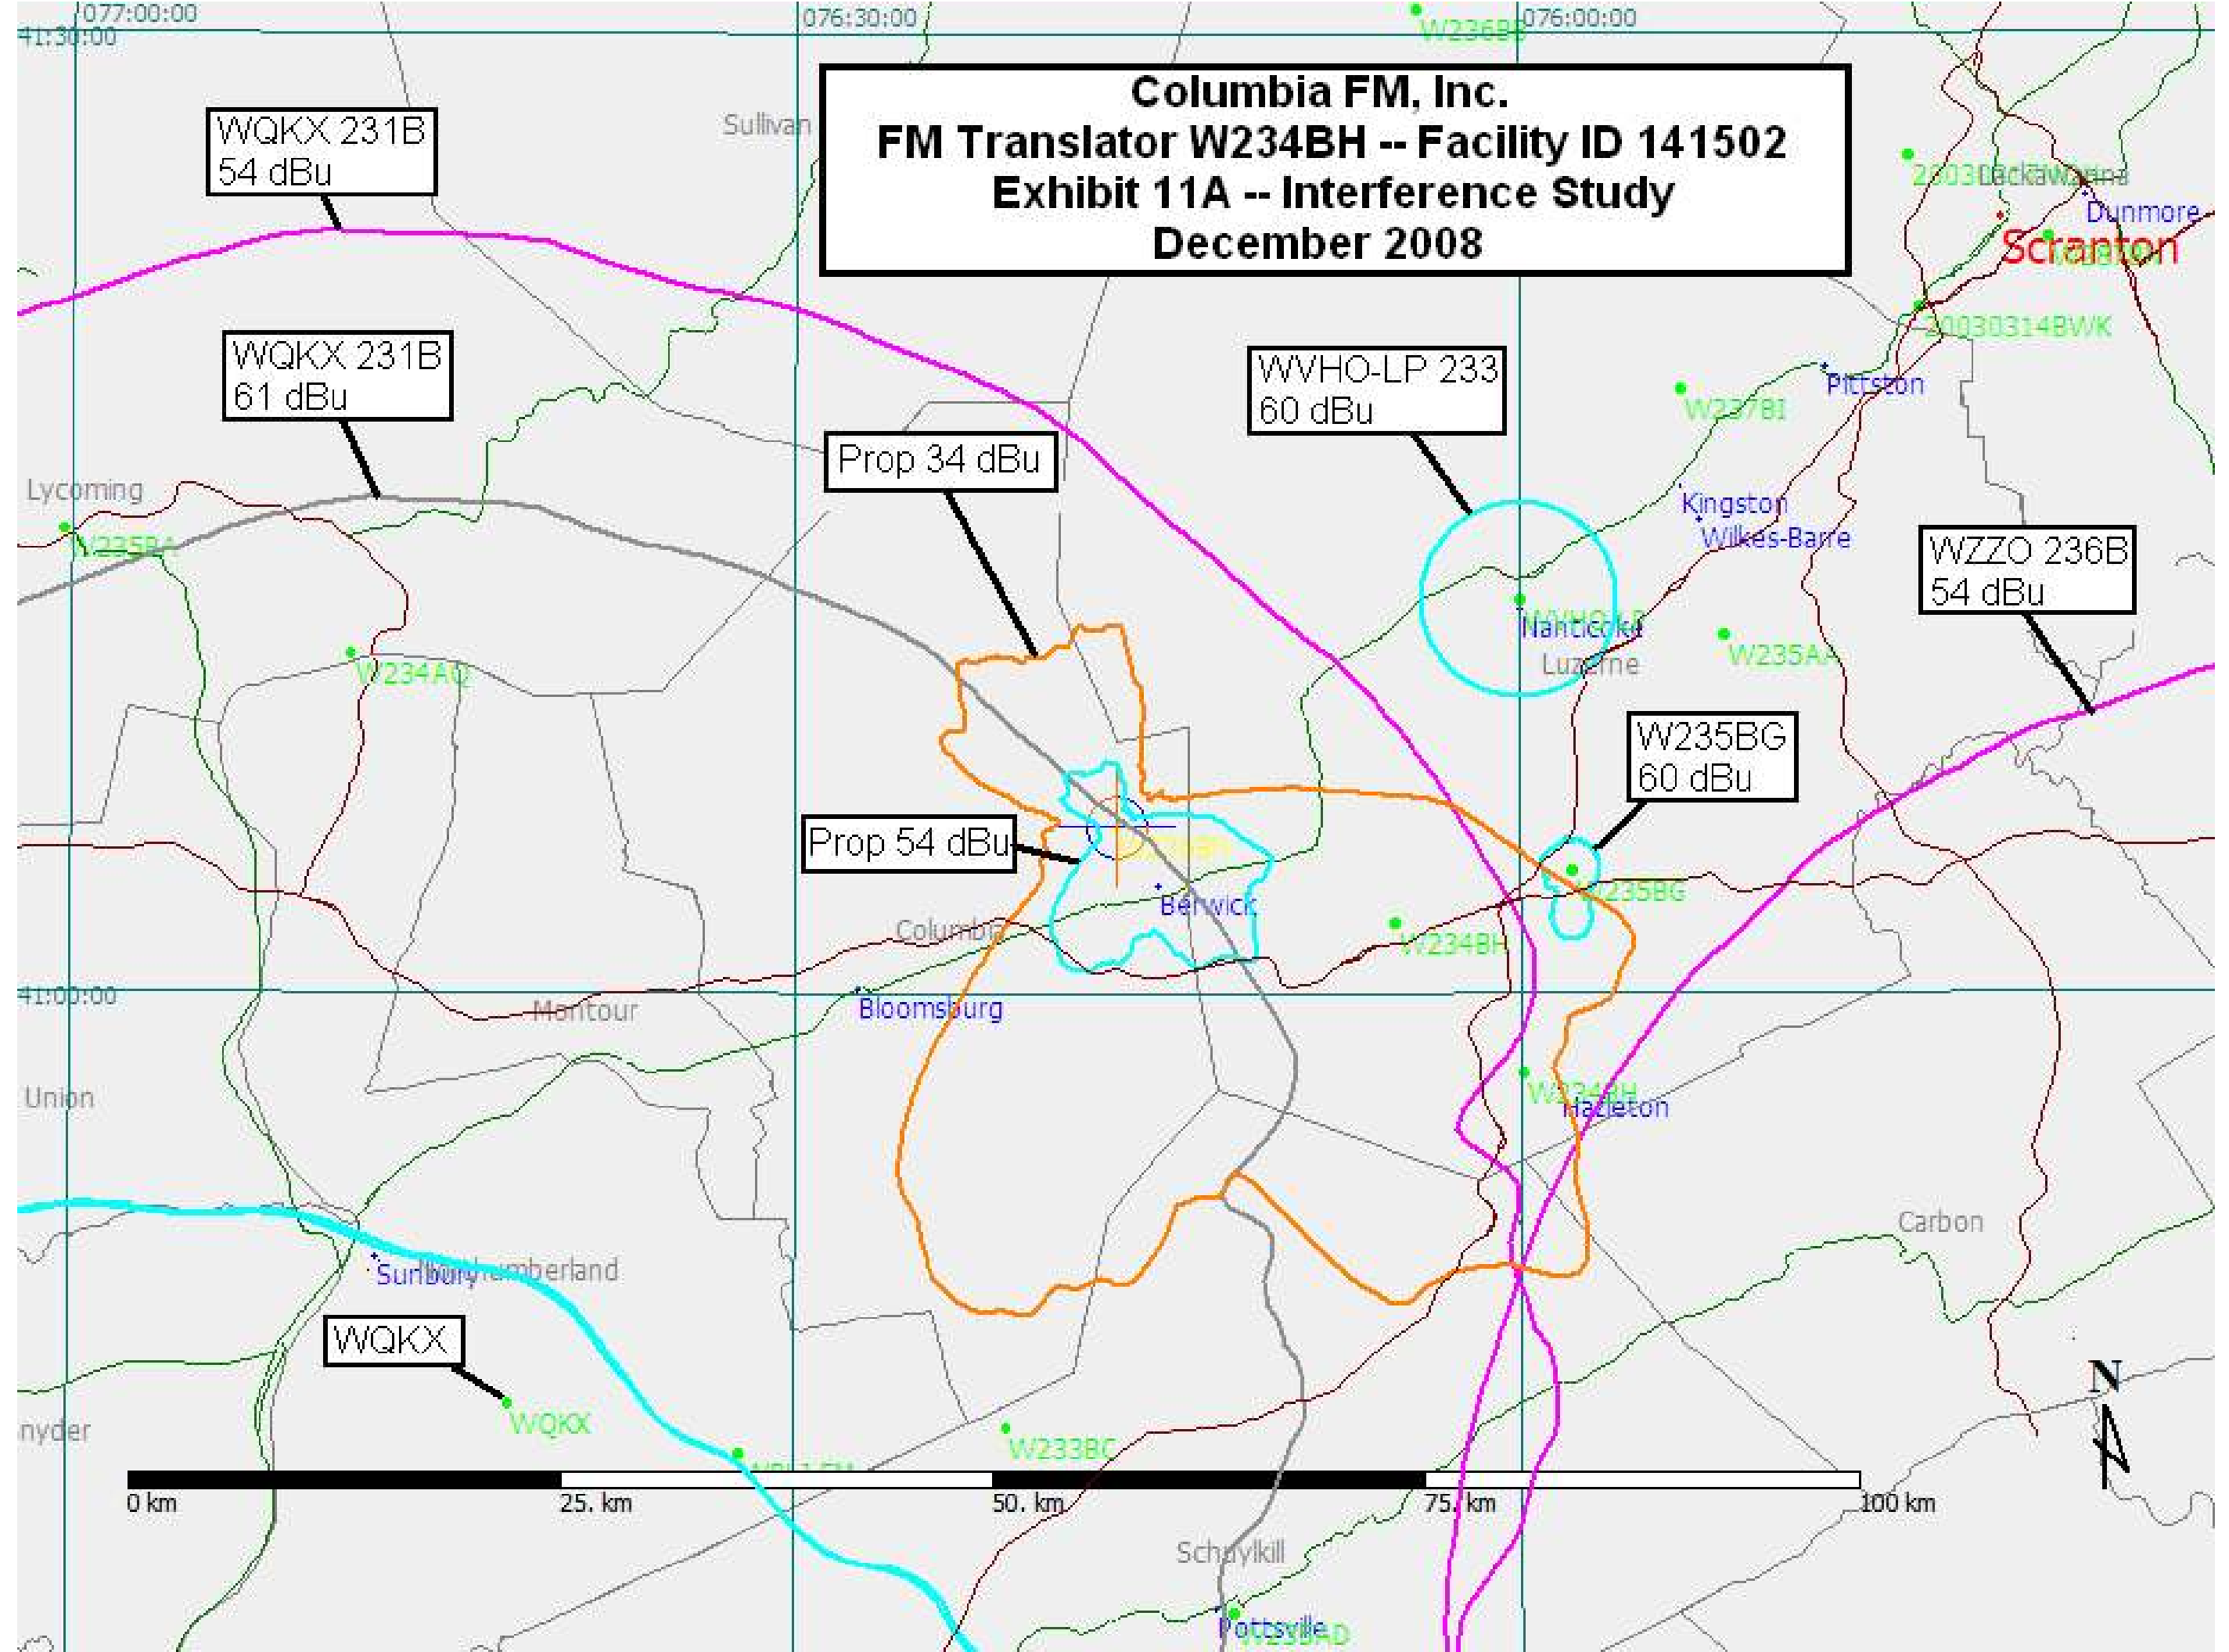 077:00:00
076:30:00
076:00:00
41:30:00
Columbia FM, Inc.
FM Translator W234BH -- Facility ID 141502
Exhibit 11A -- Interference Study
December 2008
WQKX 231B
54 dBu
Sullivan
Lackawanna
Dunmore
Scranton
20030314BWK
WQKX 231B
61 dBu
WVHO-LP 233
60 dBu
W237BI
Pittston
Prop 34 dBu
Lycoming
W235BA
Kingston
Wilkes-Barre
WZZO 236B
54 dBu
WVHO-LP
Nanticoke
Luzerne
W235AA
W234AQ
W235BG
60 dBu
Prop 54 dBu
W235BG
Berwick
Columbia
W234BH
41:00:00
Bloomsburg
Montour
Union
W234BH
Hazleton
Carbon
Sunbury
Northumberland
WQKX
WQKX
W233BC
nyder
N
0 km
25. km
50. km
75. km
100 km
Schuylkill
Pottsville